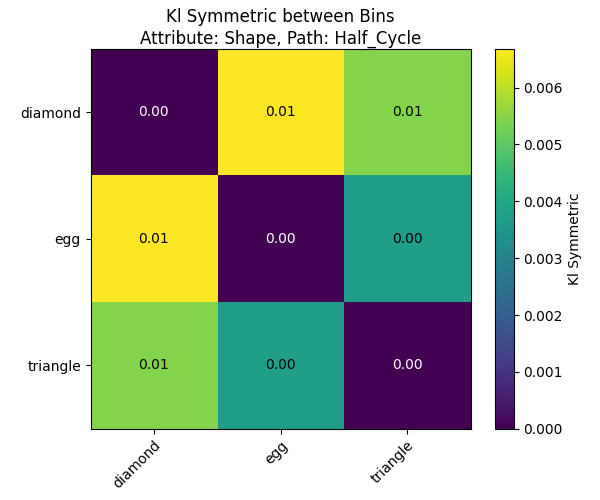 Kl Symmetric between Bins
Attribute: Shape, Path: Half_Cycle
diamond
0.00
0.01
0.01
egg
0.01
0.00
0.00
triangle
0.01
0.00
0.00
diamond
egg
triangle
0.006
0.005
0.004
0.003
0.002
0.001
0.000
Kl Symmetric